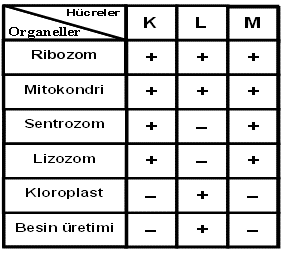 Hücreler
Organeller K L M
Ribozom + + +
Mitokondri + + +
Sentrozom + – +
Lizozom + – +
Kloroplast – + –
Besin üretimi – + –